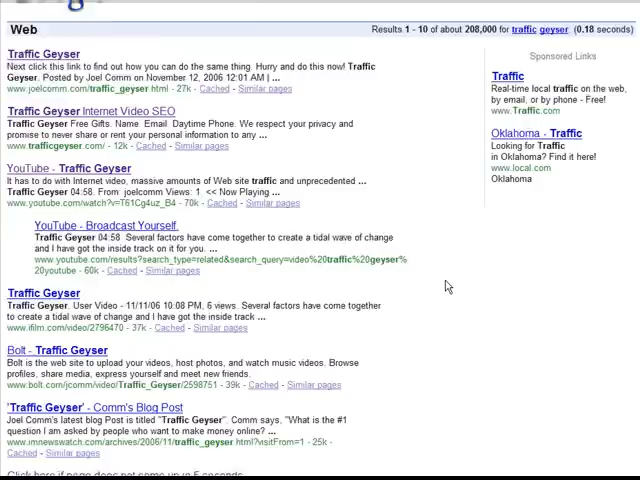 Web Results 1 - 10 of about 208,000 for traffic geyser. (0.18 seconds)
Traffic Geyser
Next click this link to find out how you can do the same thing. Hurry and do this now! Traffic
Geyser. Posted by Joel Comm on November 12, 2006 12:01 AM | ...
www.joelcomm.com/traffic_geyser.html - 27k - Cached - Similar pages
Traffic Geyser Internet Video SEO
Traffic Geyser Free Gifts. Name. Email. Daytime Phone. We respect your privacy and
promise to never share or rent your personal information to any ...
www.trafficgeyser.com/ - 12k - Cached - Similar pages
YouTube - Traffic Geyser
It has to do with Internet video, massive amounts of Web site traffic and unprecedented ...
Traffic Geyser 04:58. From: joelcomm Views: 1. << Now Playing ...
www.youtube.com/watch?v=T61Cg4uz_B4 - 70k - Cached - Similar pages
YouTube - Broadcast Yourself.
Traffic Geyser 04:58 Several factors have come together to create a tidal wave of change
and I have got the inside track on it for you. ...
www.youtube.com/results?search_type=related&search_query=video%20traffic%20geyser%
20youtube - 60k - Cached - Similar pages
Traffic Geyser
Traffic Geyser. User Video - 11/11/06 10:08 PM, 6 views. Several factors have come together
to create a tidal wave of change and I have got the inside track ...
www.ifilm.com/video/2796470 - 37k - Cached - Similar pages
Bolt - Traffic Geyser
Bolt is the web site to upload your videos, host photos, and watch music videos. Browse
profiles, share media, express yourself and meet new friends.
www.bolt.com/jcomm/video/Traffic_Geyser/2598751 - 39k - Cached - Similar pages
'Traffic Geyser' - Comm's Blog Post
Joel Comm's latest blog Post is titled "Traffic Geyser". Comm says, "What is the #1
question I am asked by people who want to make money online? ...
www.imnewswatch.com/archives/2006/11/traffic_geyser.html?visitFrom=1 - 25k -
Cached - Similar pages
Click here if page does not come up in 5 seconds
Sponsored Links
Traffic
Real-time local traffic on the web,
by email, or by phone - Free!
www.Traffic.com
Oklahoma - Traffic
Looking for Traffic
in Oklahoma? Find it here!
www.local.com
Oklahoma